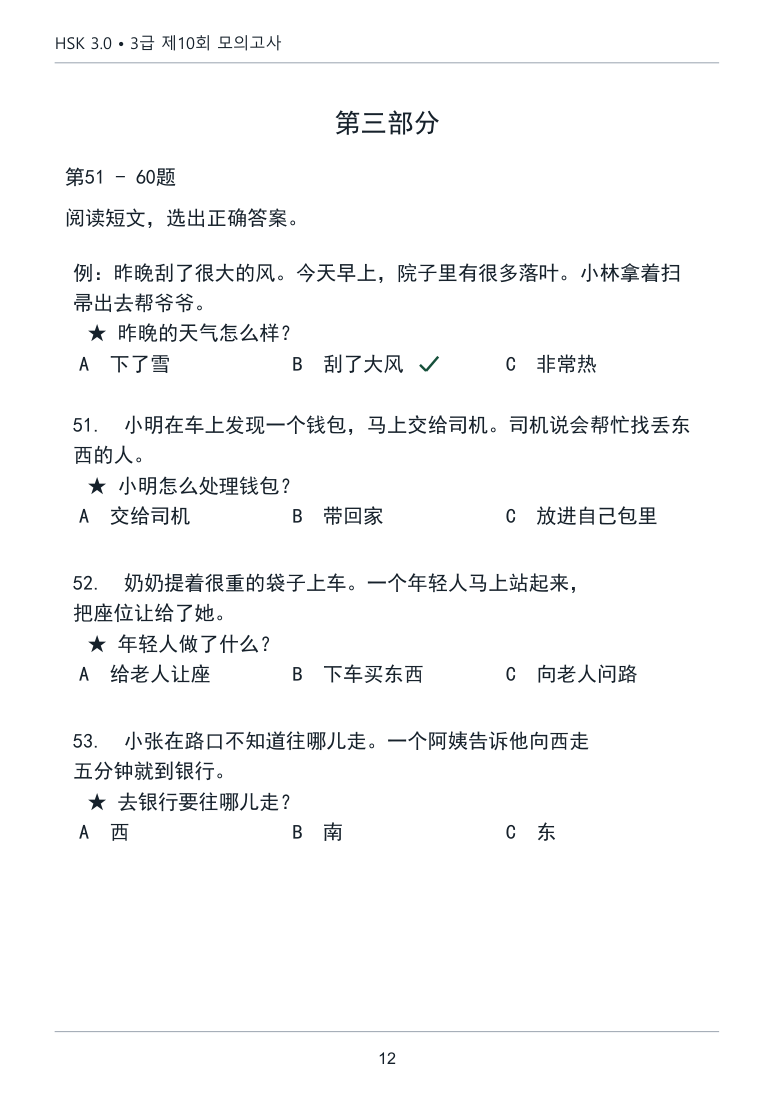 HSK 3.0 • 3급 제10회 모의고사
第三部分
第51 - 60题
阅读短文，选出正确答案。
例：昨晚刮了很大的风。今天早上，院子里有很多落叶。小林拿着扫
帚出去帮爷爷。
★ 昨晚的天气怎么样？
A 下了雪 B 刮了大风 ✓ C 非常热
51. 小明在车上发现一个钱包，马上交给司机。司机说会帮忙找丢东
西的人。
★ 小明怎么处理钱包？
A 交给司机 B 带回家 C 放进自己包里
52. 奶奶提着很重的袋子上车。一个年轻人马上站起来，
把座位让给了她。
★ 年轻人做了什么？
A 给老人让座 B 下车买东西 C 向老人问路
53. 小张在路口不知道往哪儿走。一个阿姨告诉他向西走
五分钟就到银行。
★ 去银行要往哪儿走？
A 西 B 南 C 东
12